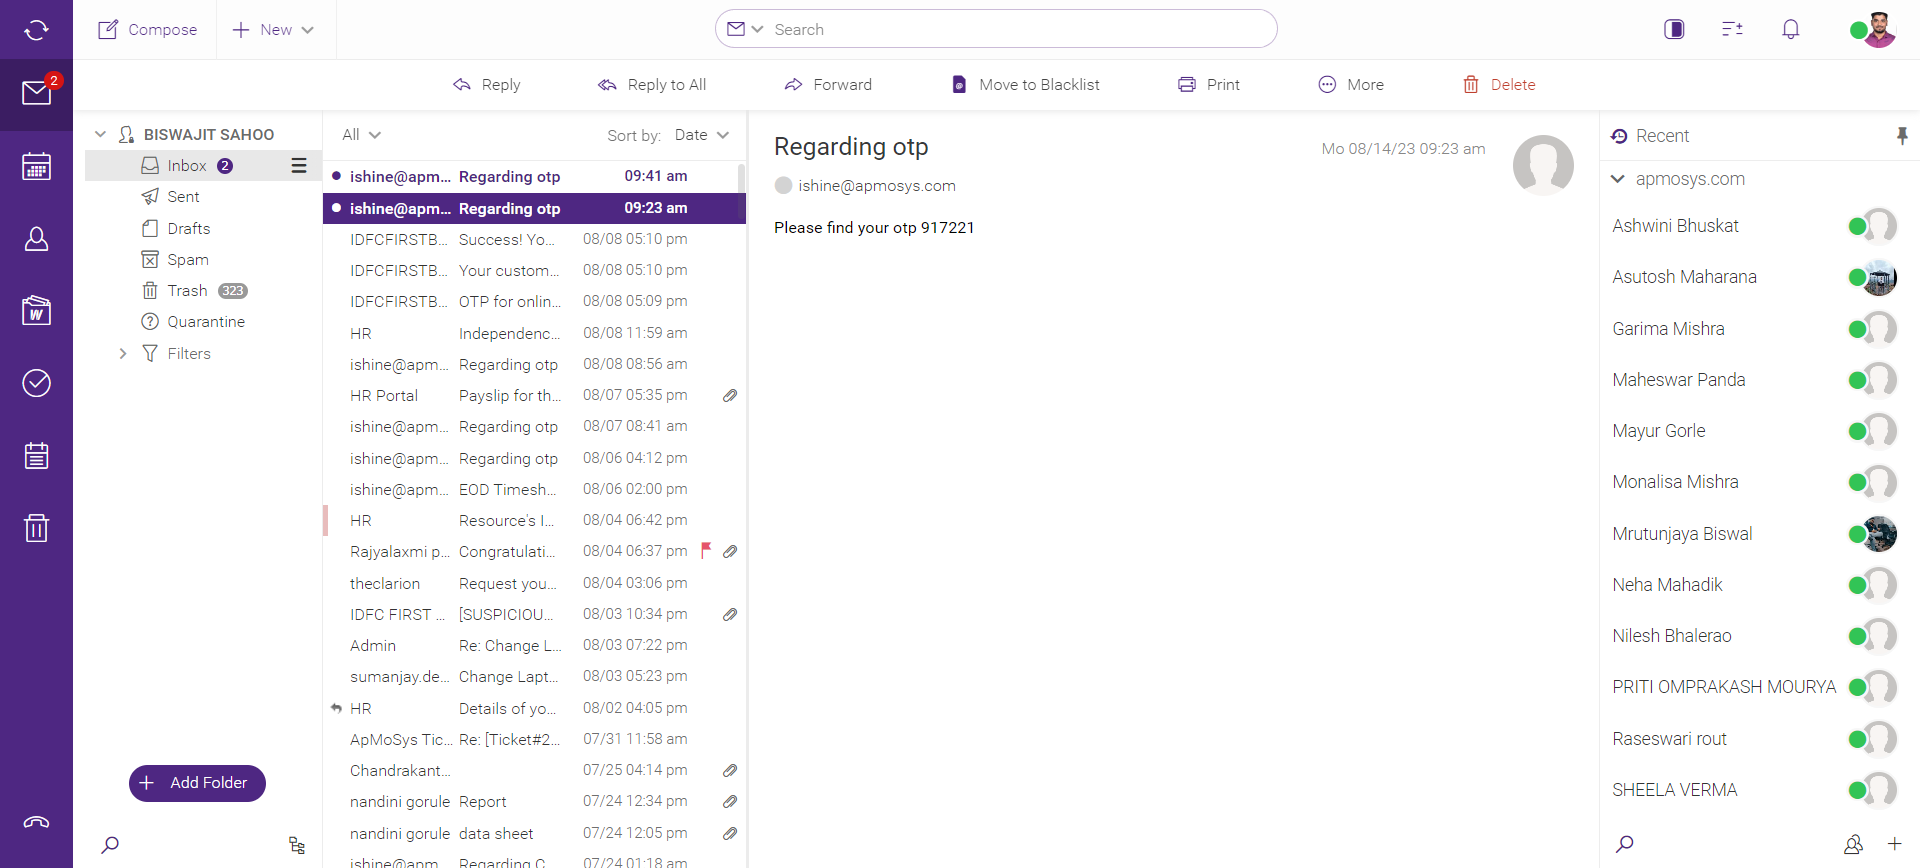 Compose
New
Search
2
Reply
Reply to All
Forward
Move to Blacklist
Print
More
Delete
BISWAJIT SAHOO
Inbox 2
Sent
Drafts
Spam
Trash 323
Quarantine
Filters
Add Folder
All
Sort by: Date
ishine@apm... Regarding otp 09:41 am
ishine@apm... Regarding otp 09:23 am
IDFCFIRSTB... Success! Yo... 08/08 05:10 pm
IDFCFIRSTB... Your custom... 08/08 05:10 pm
IDFCFIRSTB... OTP for onlin... 08/08 05:09 pm
HR Independenc... 08/08 11:59 am
ishine@apm... Regarding otp 08/08 08:56 am
HR Portal Payslip for th... 08/07 05:35 pm
ishine@apm... Regarding otp 08/07 08:41 am
ishine@apm... Regarding otp 08/06 04:12 pm
ishine@apm... EOD Timesh... 08/06 02:00 pm
HR Resource's I... 08/04 06:42 pm
Rajyalaxmi p... Congratulati... 08/04 06:37 pm
theclarion Request you... 08/04 03:06 pm
IDFC FIRST ... [SUSPICIOU... 08/03 10:34 pm
Admin Re: Change L... 08/03 07:22 pm
sumanjay.de... Change Lapt... 08/03 05:23 pm
HR Details of yo... 08/02 04:05 pm
ApMoSys Tic... Re: [Ticket#2... 07/31 11:58 am
Chandrakant... 07/25 04:14 pm
nandini gorule Report 07/24 12:34 pm
nandini gorule data sheet 07/24 12:05 pm
ishine@apm... Regarding C... 07/24 01:18 am
Regarding otp
Mo 08/14/23 09:23 am
ishine@apmosys.com
Please find your otp 917221
Recent
apmosys.com
Ashwini Bhuskat
Asutosh Maharana
Garima Mishra
Maheswar Panda
Mayur Gorle
Monalisa Mishra
Mrutunjaya Biswal
Neha Mahadik
Nilesh Bhalerao
PRITI OMPRAKASH MOURYA
Raseswari rout
SHEELA VERMA